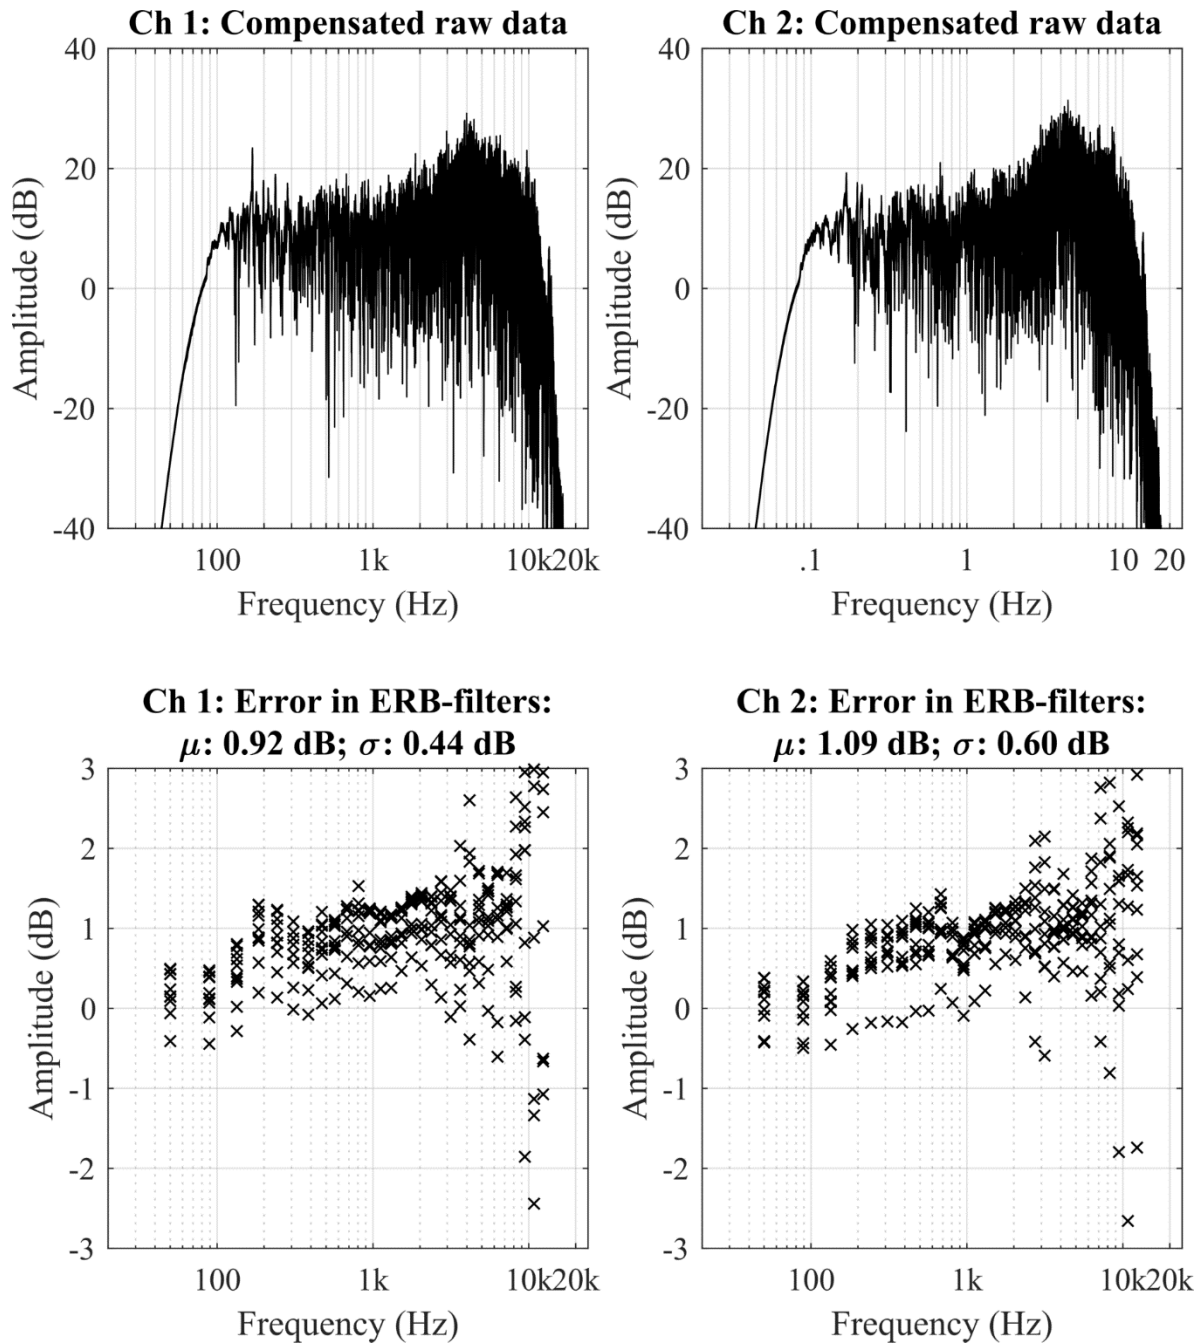 Ch 1: Compensated raw data
40
20
0
-20
-40
Amplitude (dB)
100 1k 10k20k
Frequency (Hz)
Ch 2: Compensated raw data
40
20
0
-20
-40
Amplitude (dB)
.1 1 10 20
Frequency (Hz)
Ch 1: Error in ERB-filters:
μ: 0.92 dB; σ: 0.44 dB
3
2
1
0
-1
-2
-3
Amplitude (dB)
100 1k 10k20k
Frequency (Hz)
Ch 2: Error in ERB-filters:
μ: 1.09 dB; σ: 0.60 dB
3
2
1
0
-1
-2
-3
Amplitude (dB)
100 1k 10k20k
Frequency (Hz)